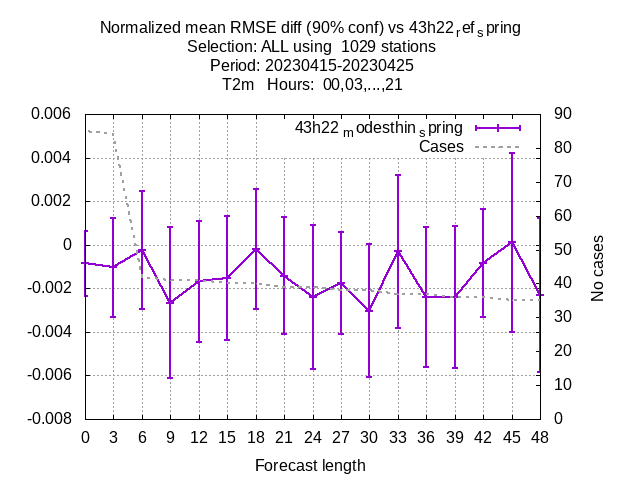 Normalized mean RMSE diff (90% conf) vs 43h22refspring
Selection: ALL using  1029 stations
Period: 20230415-20230425
T2m   Hours:  00,03,...,21
0.006 90
43h22modesthinspring
Cases
80
0.004
70
0.002
60
0 50
40
-0.002
30
-0.004
20
-0.006
10
-0.008 0
0 3 6 9 12 15 18 21 24 27 30 33 36 39 42 45 48
Forecast length
No cases